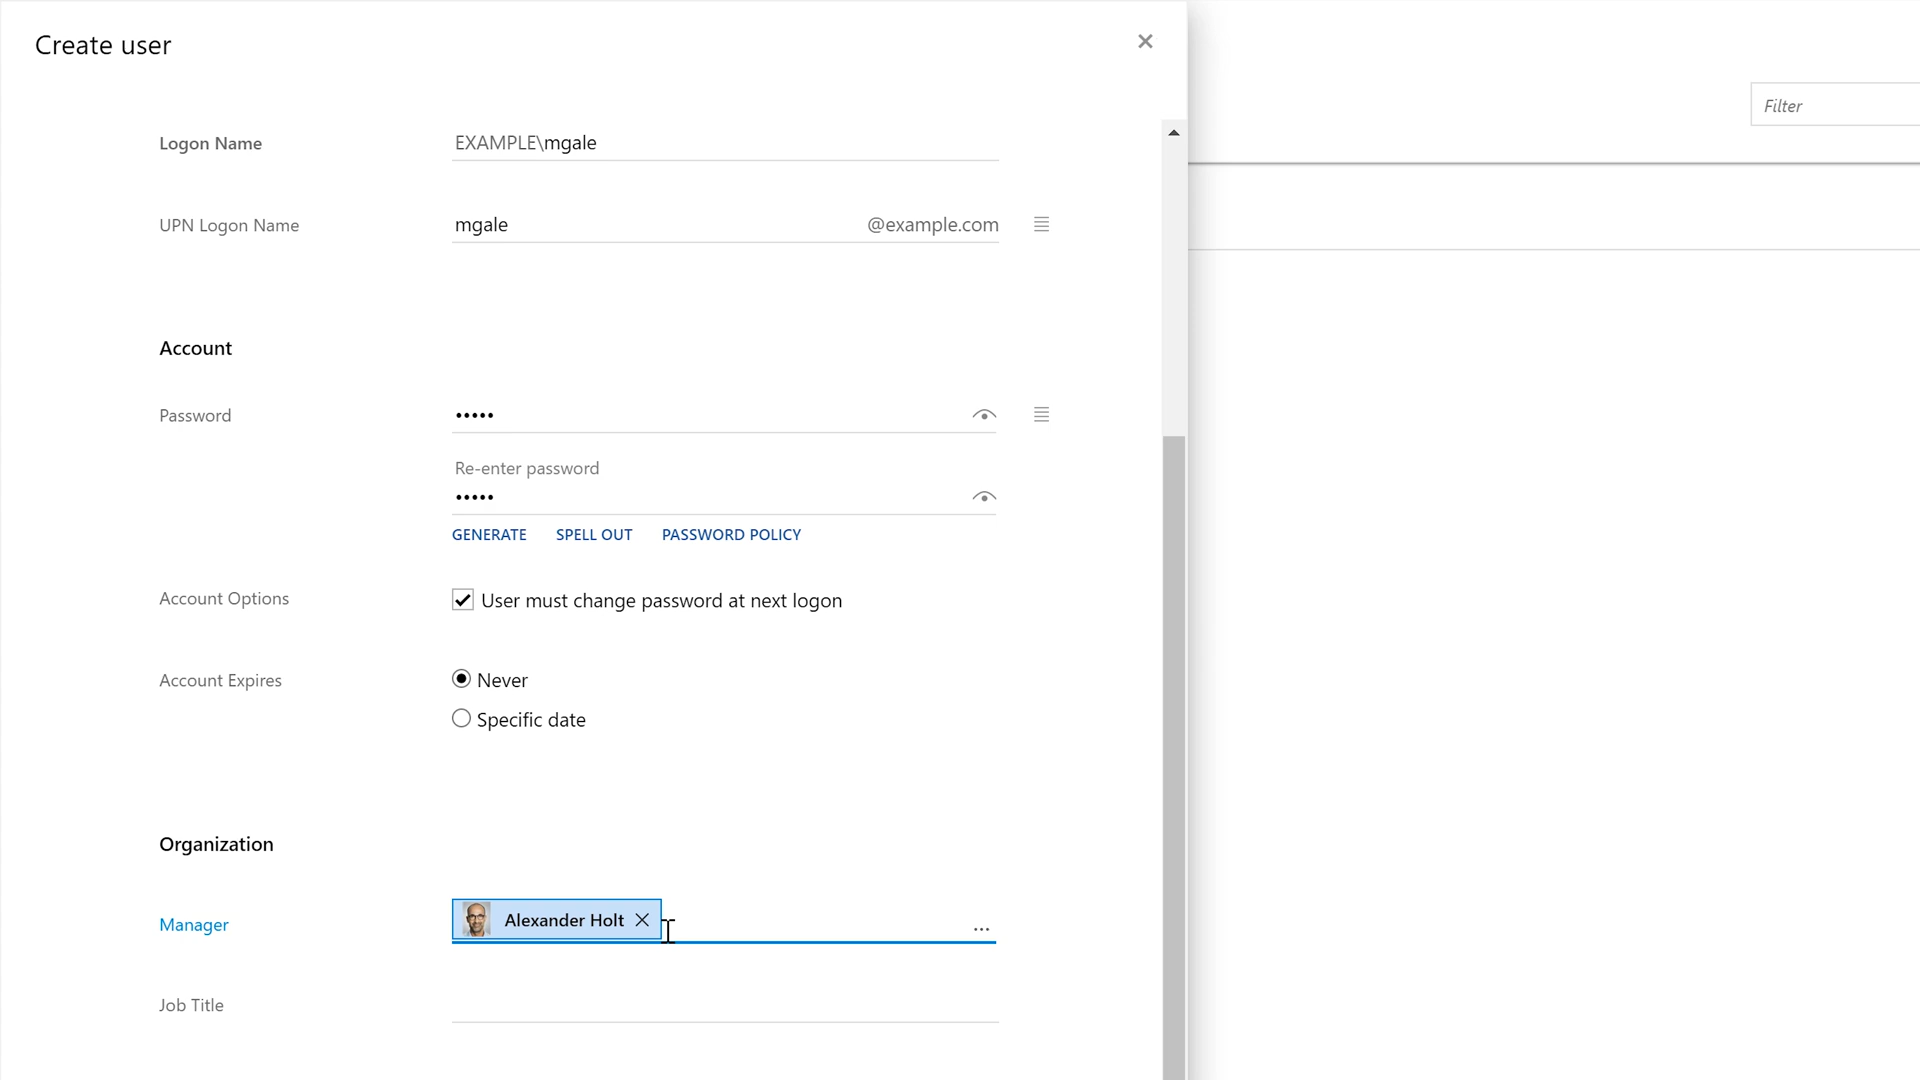 Create user
Filter
Logon Name
EXAMPLE\mgale
UPN Logon Name
mgale
@example.com
Account
Password
•••••
Re-enter password
•••••
GENERATE SPELL OUT PASSWORD POLICY
Account Options
User must change password at next logon
Account Expires
Never
Specific date
Organization
Manager
Alexander Holt
...
Job Title